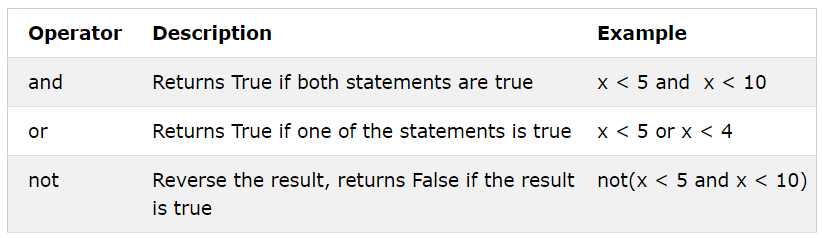 Operator Description Example
and Returns True if both statements are true x < 5 and  x < 10
or Returns True if one of the statements is true x < 5 or x < 4
not Reverse the result, returns False if the result not(x < 5 and x < 10)
is true